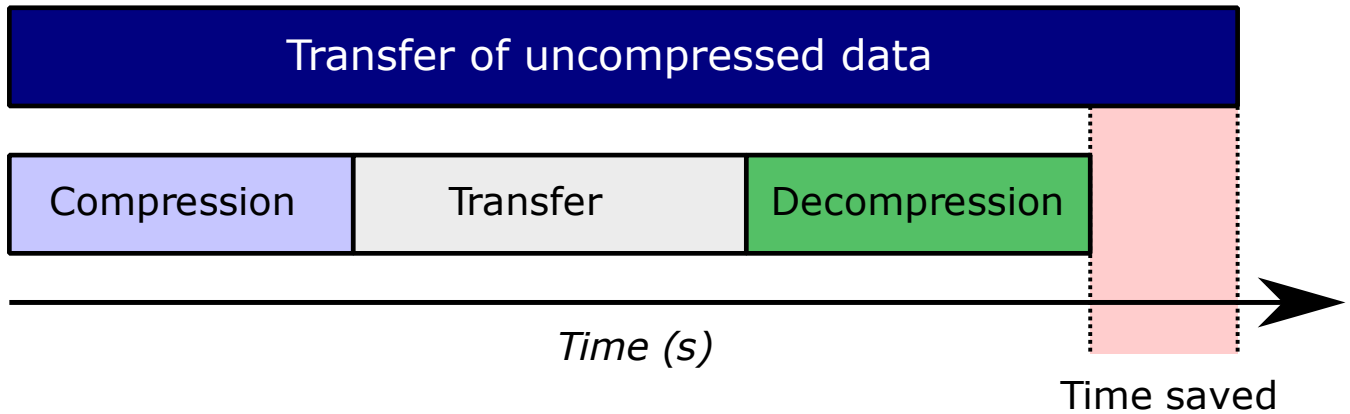 Transfer of uncompressed data
Compression
Transfer
Decompression
Time (s)
Time saved